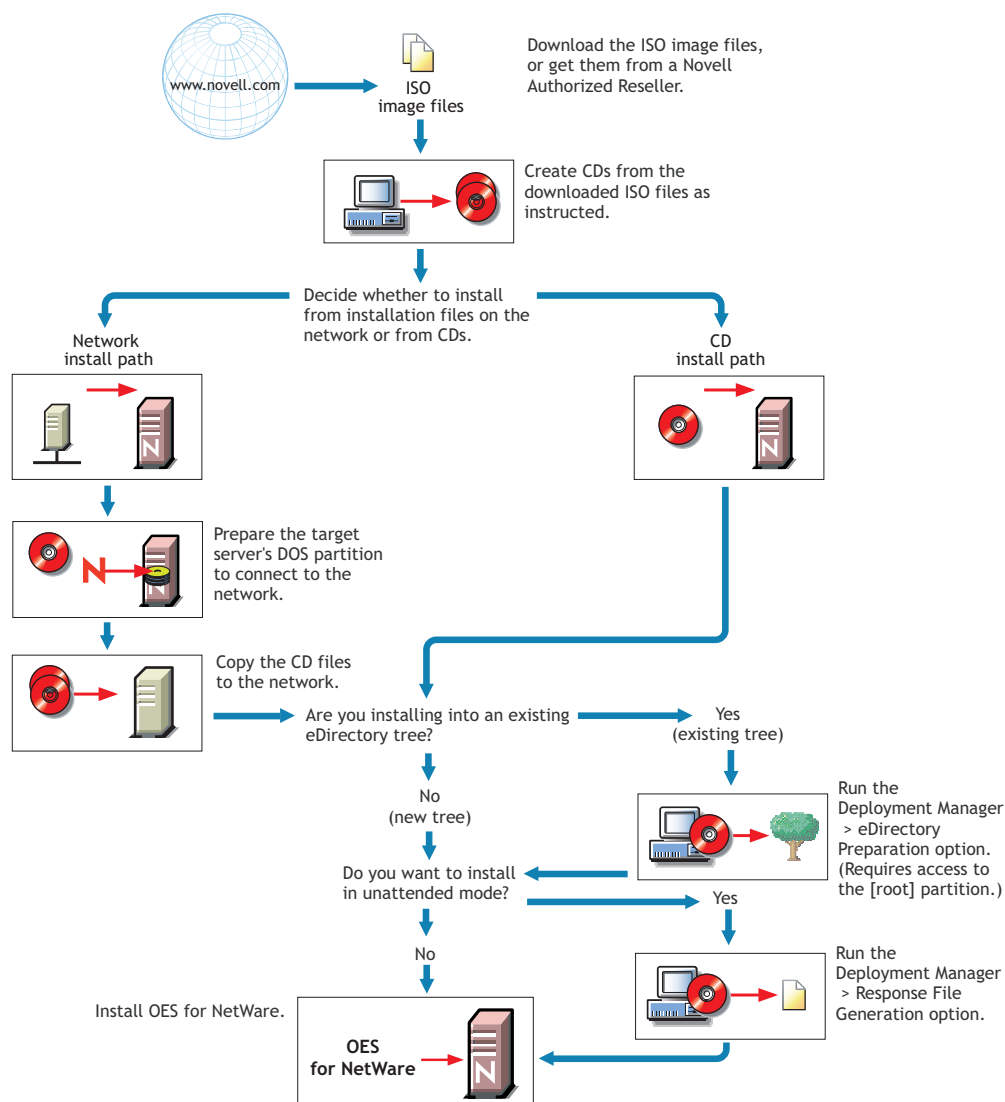 www.novell.com
ISO
image files
Download the ISO image files,
or get them from a Novell
Authorized Reseller.
Create CDs from the
downloaded ISO files as
instructed.
Decide whether to install
from installation files on the
network or from CDs.
Network
install path
CD
install path
N
N
N
N
Prepare the target
server's DOS partition
to connect to the
network.
Copy the CD files
to the network.
Are you installing into an existing
eDirectory tree?
Yes
(existing tree)
No
(new tree)
Run the
Deployment Manager
> eDirectory
Preparation option.
(Requires access to
the [root] partition.)
Do you want to install
in unattended mode?
Yes
No
Run the
Deployment Manager
> Response File
Generation option.
Install OES for NetWare.
OES
for NetWare
N